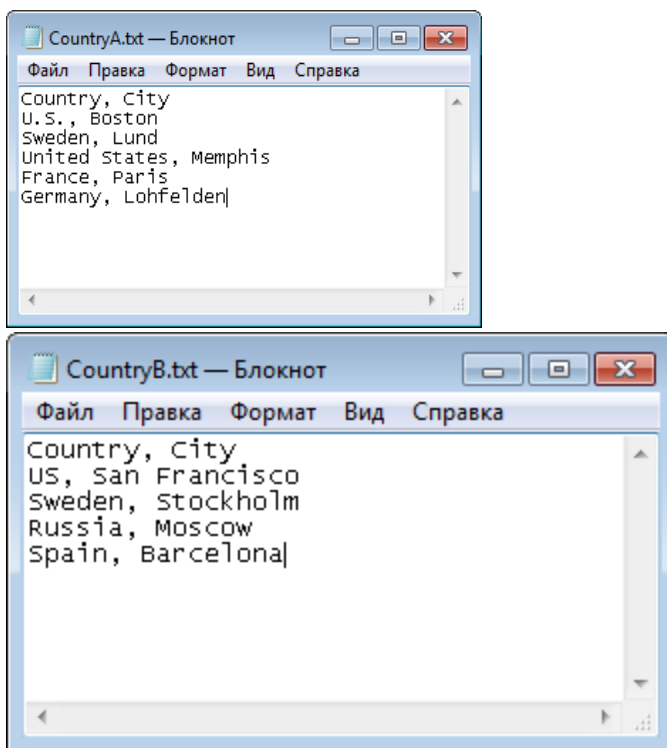 CountryA.txt — Блокнот
Файл Правка Формат Вид Справка
Country, City
U.S., Boston
Sweden, Lund
United States, Memphis
France, Paris
Germany, Lohfelden
CountryB.txt — Блокнот
Файл Правка Формат Вид Справка
Country, City
US, San Francisco
Sweden, Stockholm
Russia, Moscow
Spain, Barcelona